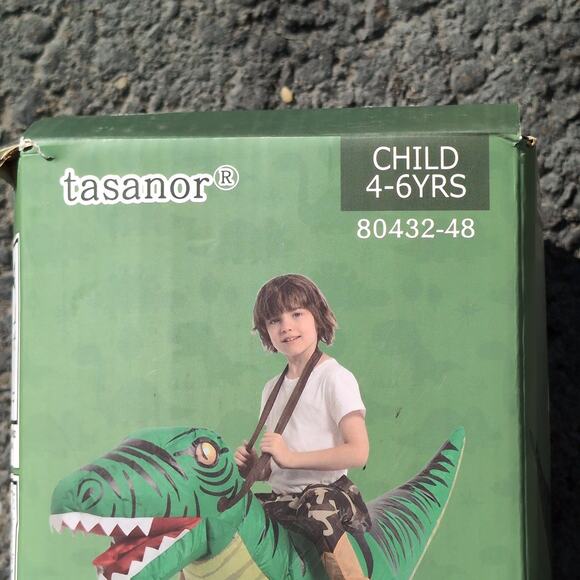 tasanor®
CHILD
4-6YRS
80432-48